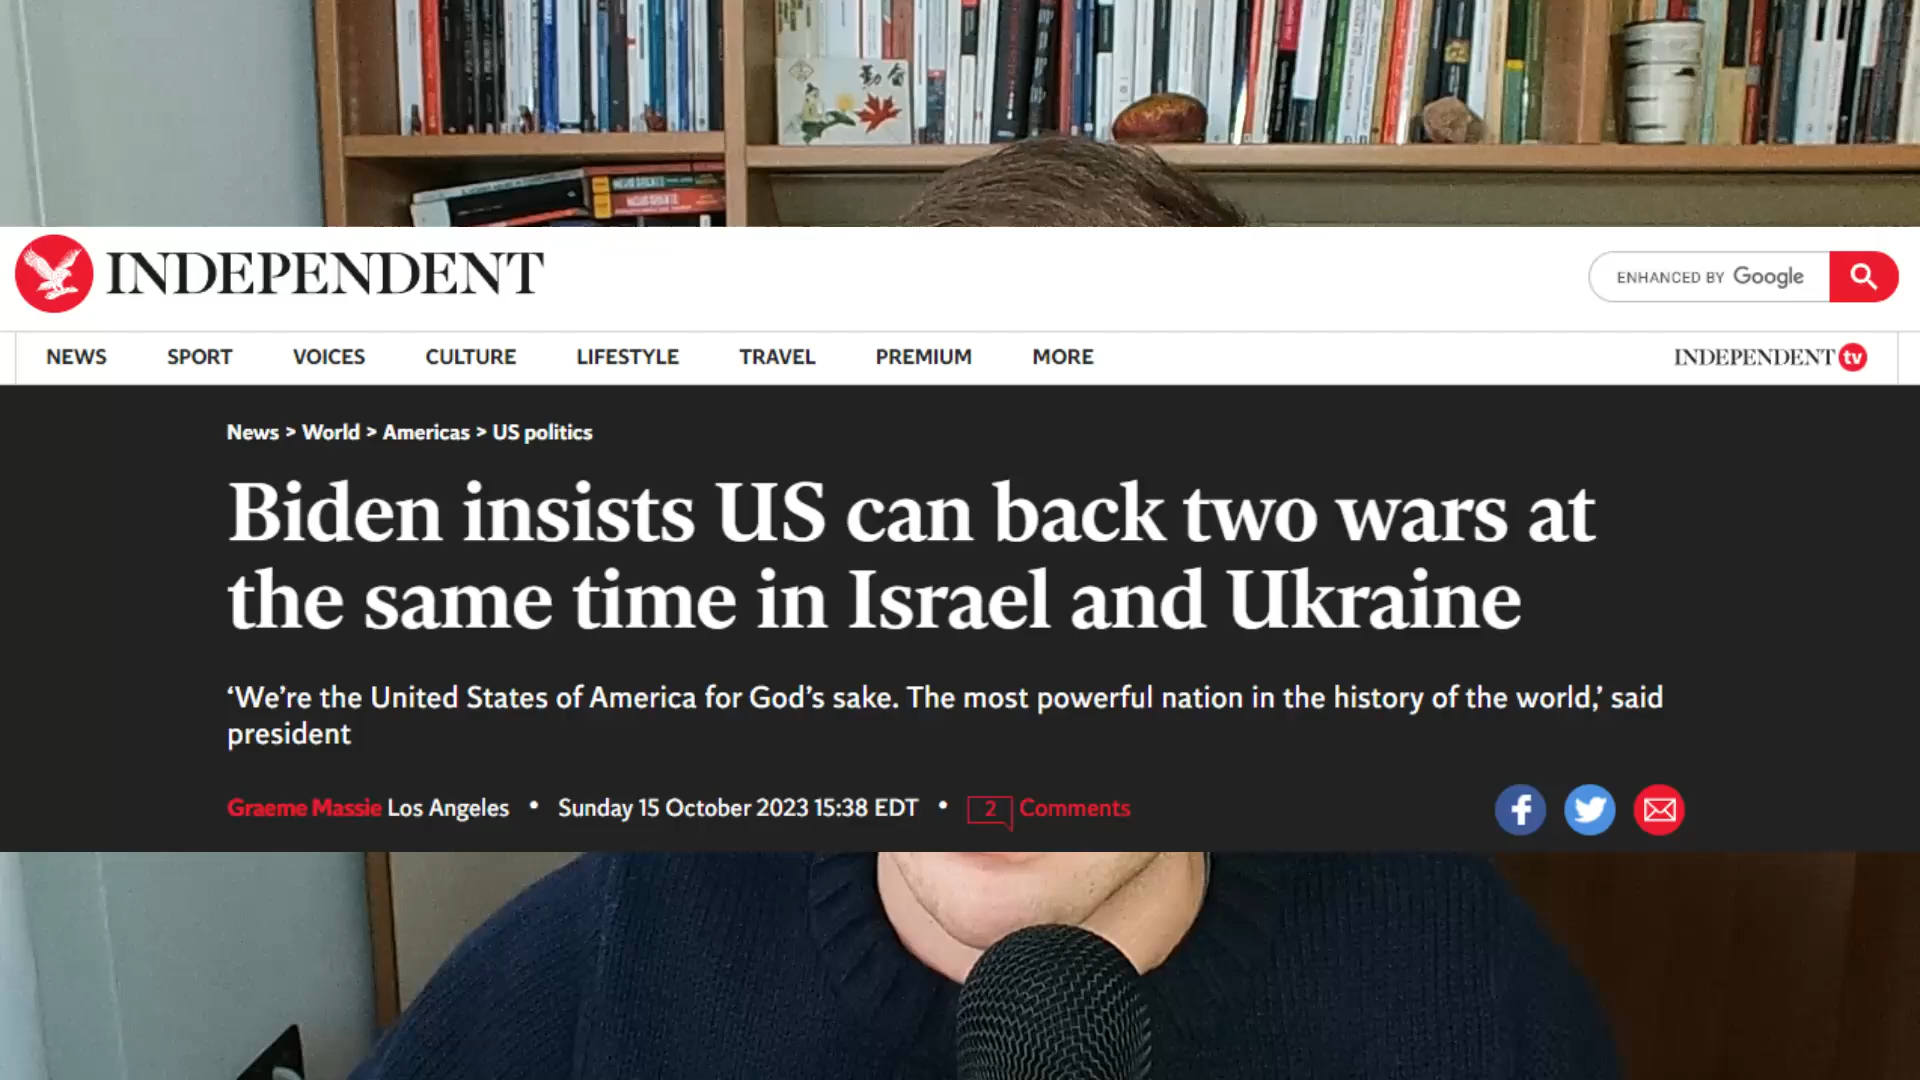 INDEPENDENT
ENHANCED BY Google
NEWS SPORT VOICES CULTURE LIFESTYLE TRAVEL PREMIUM MORE
INDEPENDENT tv
News > World > Americas > US politics
Biden insists US can back two wars at
the same time in Israel and Ukraine
‘We’re the United States of America for God’s sake. The most powerful nation in the history of the world,’ said
president
Graeme Massie Los Angeles • Sunday 15 October 2023 15:38 EDT • 2 Comments